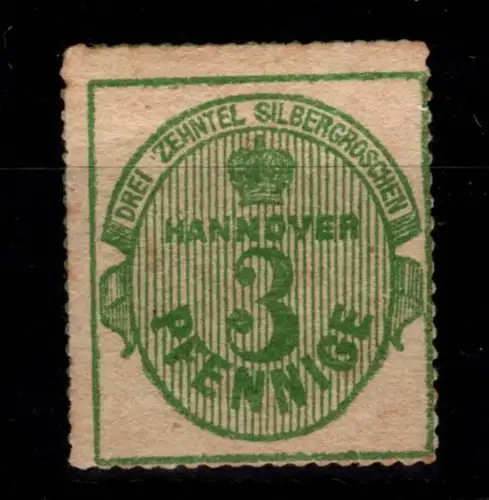 DREI ZEHNTEL SILBERGROSCHEN
HANNOVER
3
PFENNIGE